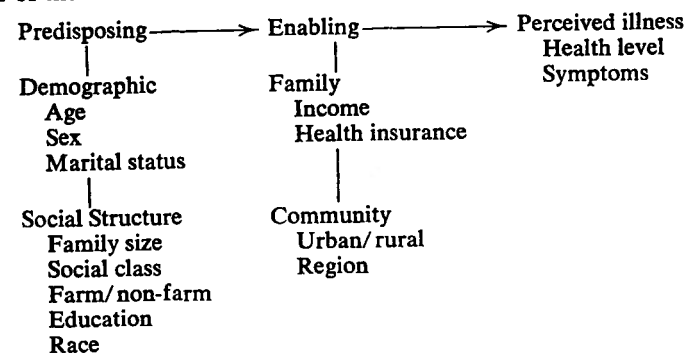 Predisposing Enabling Perceived illness
Health level
Symptoms
Demographic
Age
Sex
Marital status
Family
Income
Health insurance
Social Structure
Family size
Social class
Farm/non-farm
Education
Race
Community
Urban/rural
Region